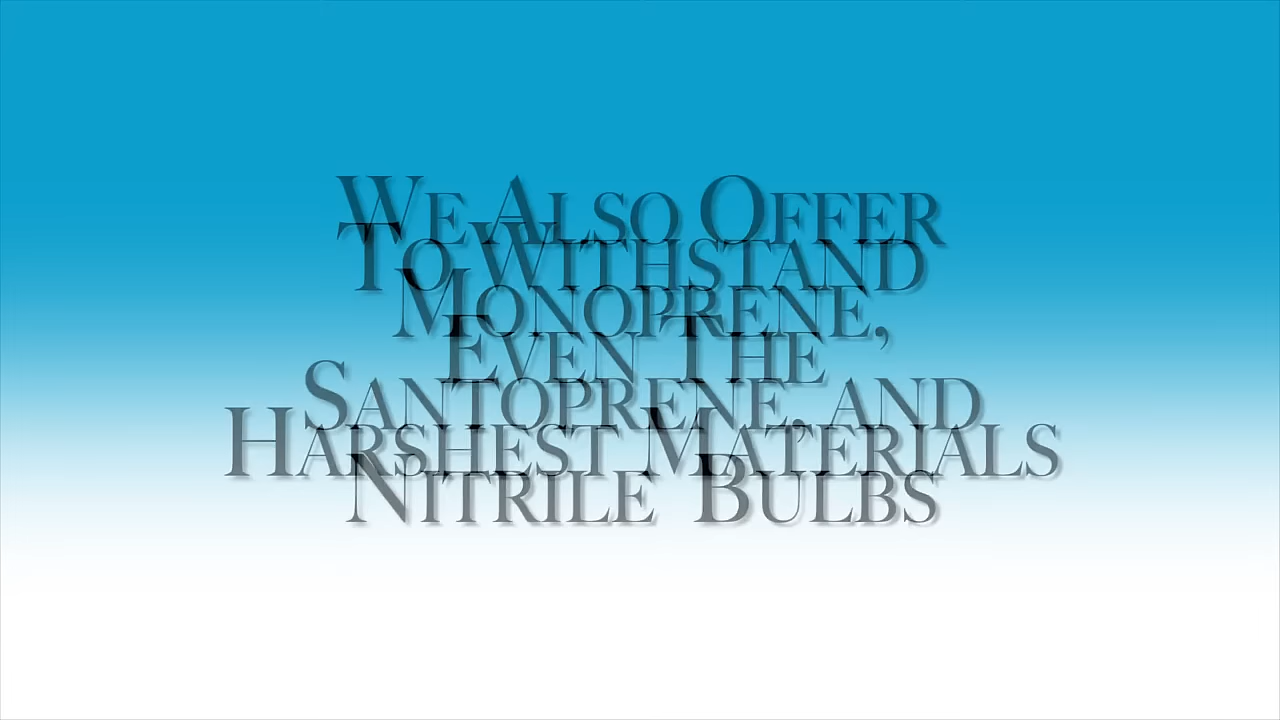 We Also Offer
To Withstand
Monoprene,
Even The
Santoprene, and
Harshest Materials
Nitrile Bulbs